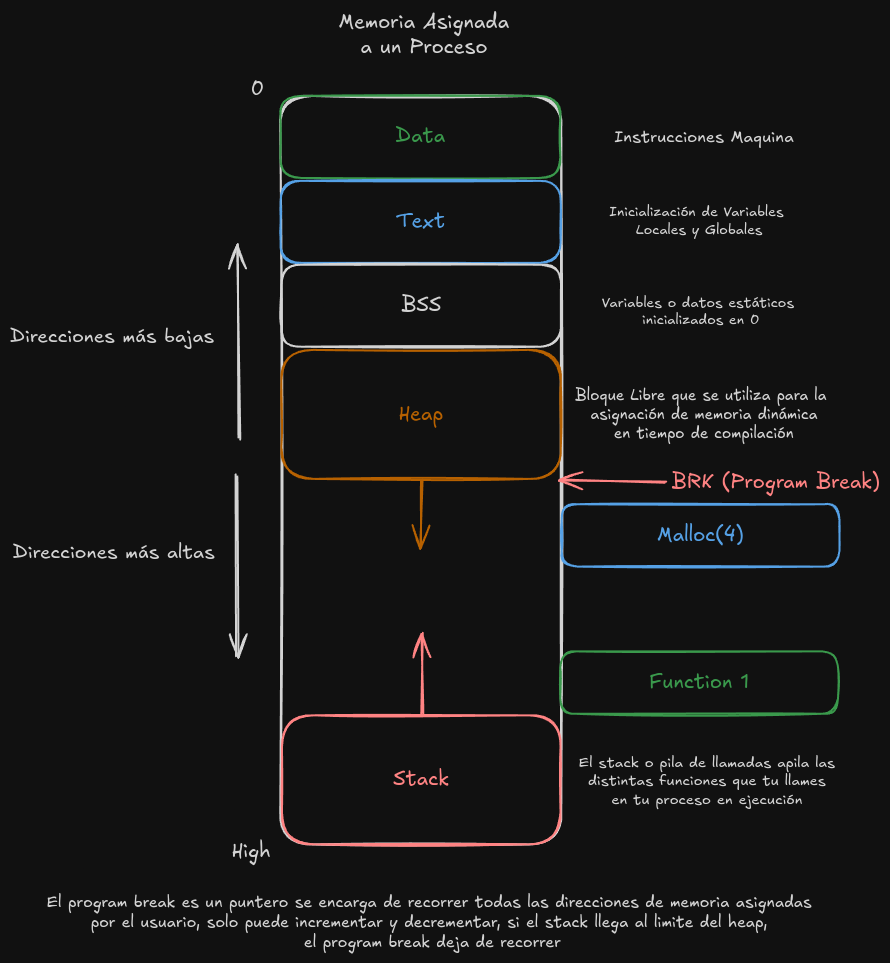 Memoria Asignada
a un Proceso
0
Data
Instrucciones Maquina
Text
Inicialización de Variables
Locales y Globales
BSS
Variables o datos estáticos
inicializados en 0
Direcciones más bajas
Heap
Bloque Libre que se utiliza para la
asignación de memoria dinámica
en tiempo de compilación
BRK (Program Break)
Malloc(4)
Direcciones más altas
Function 1
Stack
El stack o pila de llamadas apila las
distintas funciones que tu llames
en tu proceso en ejecución
High
El program break es un puntero se encarga de recorrer todas las direcciones de memoria asignadas
por el usuario, solo puede incrementar y decrementar, si el stack llega al limite del heap,
el program break deja de recorrer